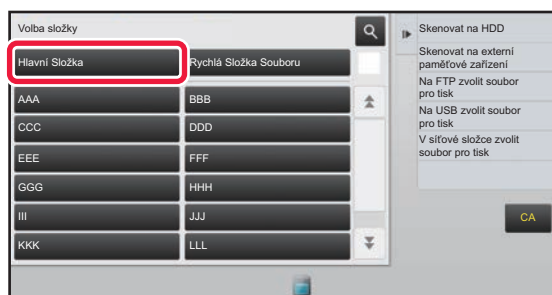 Volba složky
Hlavní Složka
Rychlá Složka Souboru
AAA
BBB
CCC
DDD
EEE
FFF
GGG
HHH
III
JJJ
KKK
LLL
Skenovat na HDD
Skenovat na externí
paměťové zařízení
Na FTP zvolit soubor
pro tisk
Na USB zvolit soubor
pro tisk
V síťové složce zvolit
soubor pro tisk
CA